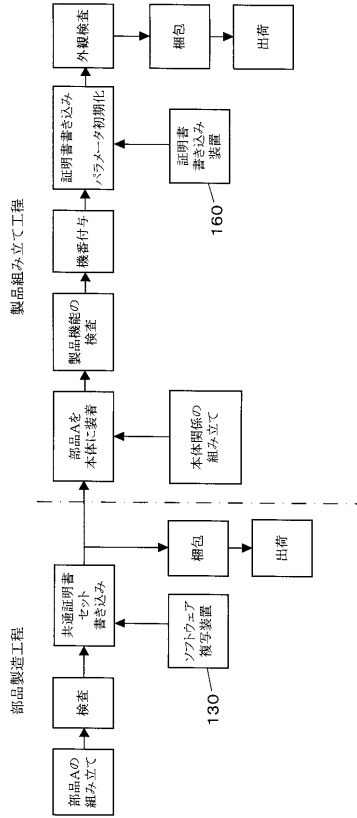 部品製造工程
製品組み立て工程
部品Aの
組み立て
検査
共通証明書
セット
書き込み
ソフトウェア
複写装置
130
梱包
出荷
部品Aを
本体に装着
本体関係の
組み立て
製品機能の
検査
機番付与
証明書書き込み
パラメータ初期化
証明書
書き込み
装置
160
外観検査
梱包
出荷